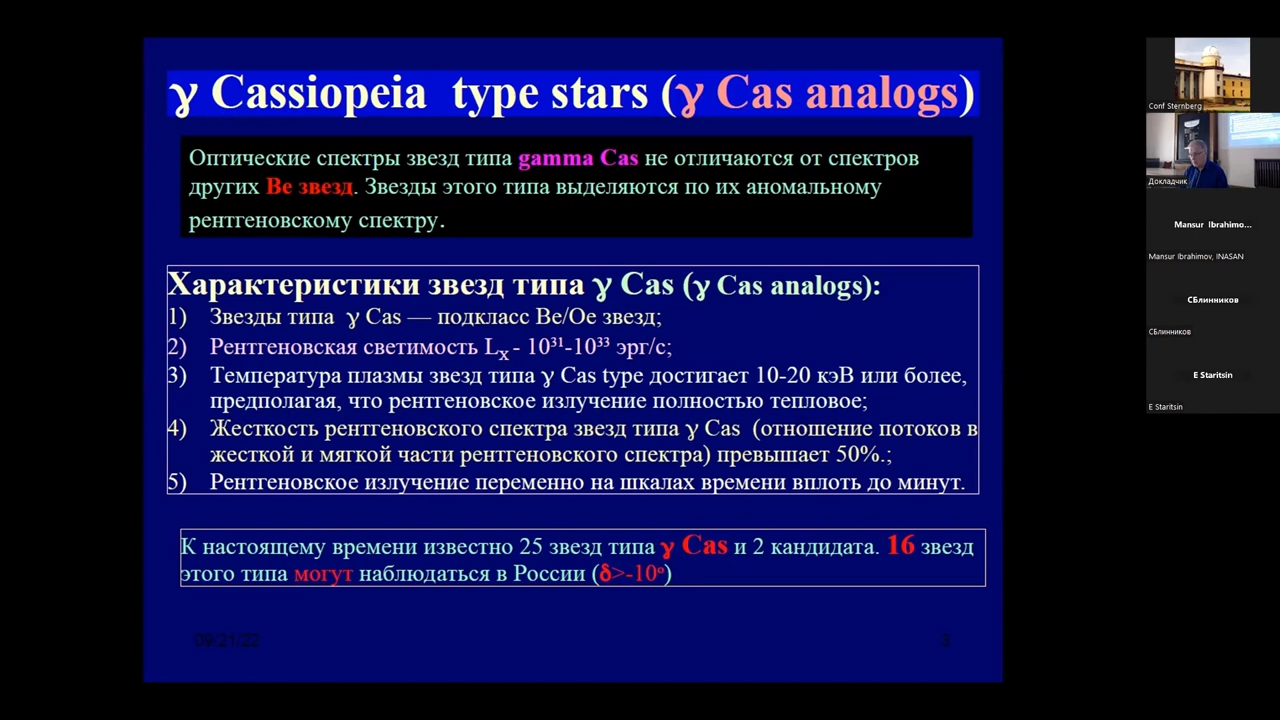 γ Cassiopeia type stars (γ Cas analogs)
Оптические спектры звезд типа gamma Cas не отличаются от спектров
других Be звезд. Звезды этого типа выделяются по их аномальному
рентгеновскому спектру.
Характеристики звезд типа γ Cas (γ Cas analogs):
1) Звезды типа γ Cas — подкласс Be/Oe звезд;
2) Рентгеновская светимость Lₓ - 10³¹-10³³ эрг/с;
3) Температура плазмы звезд типа γ Cas type достигает 10-20 кэВ или более,
предполагая, что рентгеновское излучение полностью тепловое;
4) Жесткость рентгеновского спектра звезд типа γ Cas (отношение потоков в
жесткой и мягкой части рентгеновского спектра) превышает 50%.;
5) Рентгеновское излучение переменно на шкалах времени вплоть до минут.
К настоящему времени известно 25 звезд типа γ Cas и 2 кандидата. 16 звезд
этого типа могут наблюдаться в России (δ>-10º)
09/21/22
3
Conf Sternberg
Докладчик
Mansur Ibrahimo...
Mansur Ibrahimov, INASAN
СБлинников
СБлинников
E Staritsin
E Staritsin